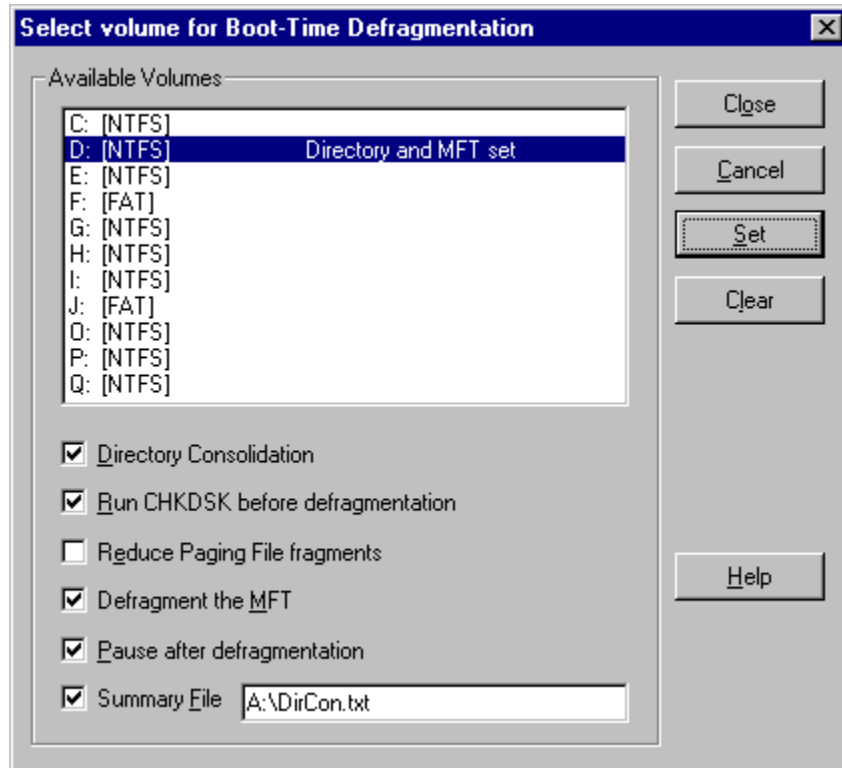 Select volume for Boot-Time Defragmentation
Available Volumes
C: [NTFS]
D: [NTFS] Directory and MFT set
E: [NTFS]
F: [FAT]
G: [NTFS]
H: [NTFS]
I: [NTFS]
J: [FAT]
O: [NTFS]
P: [NTFS]
Q: [NTFS]
Directory Consolidation
Run CHKDSK before defragmentation
Reduce Paging File fragments
Defragment the MFT
Pause after defragmentation
Summary File A:\DirCon.txt
Close
Cancel
Set
Clear
Help